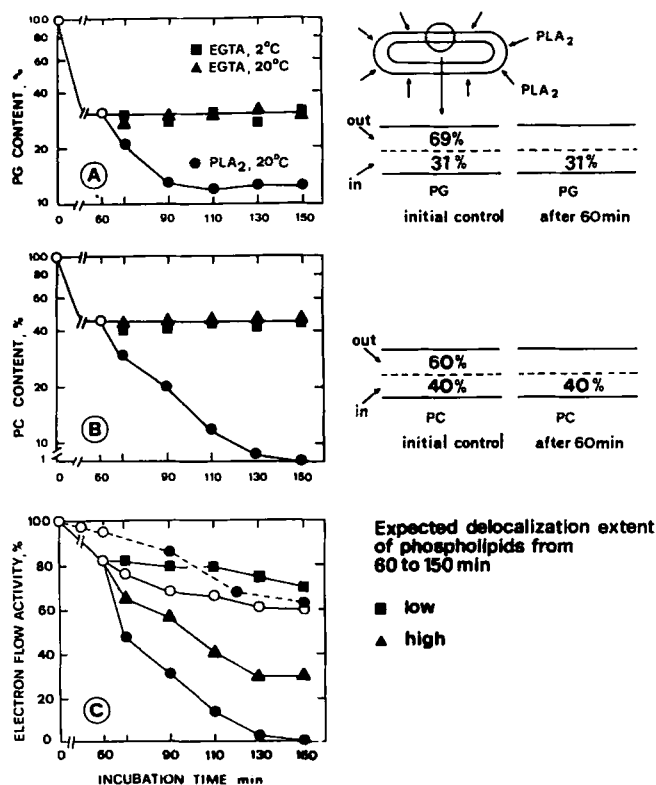 100
60
40
20
10
PG CONTENT, %
EGTA, 2°C
EGTA, 20°C
PLA2, 20°C
A
0 60 90 110 130 150
PLA2
PLA2
out
69%
in
31% 31%
PG PG
initial control after 60min
100
80
60
40
20
10
1
PC CONTENT, %
B
0 60 90 110 130 150
out
60%
in
40% 40%
PC PC
initial control after 60min
100
80
60
40
20
0
ELECTRON FLOW ACTIVITY, %
C
0 60 90 110 130 150
INCUBATION TIME min
Expected delocalization extent
of phospholipids from
60 to 150 min
low
high